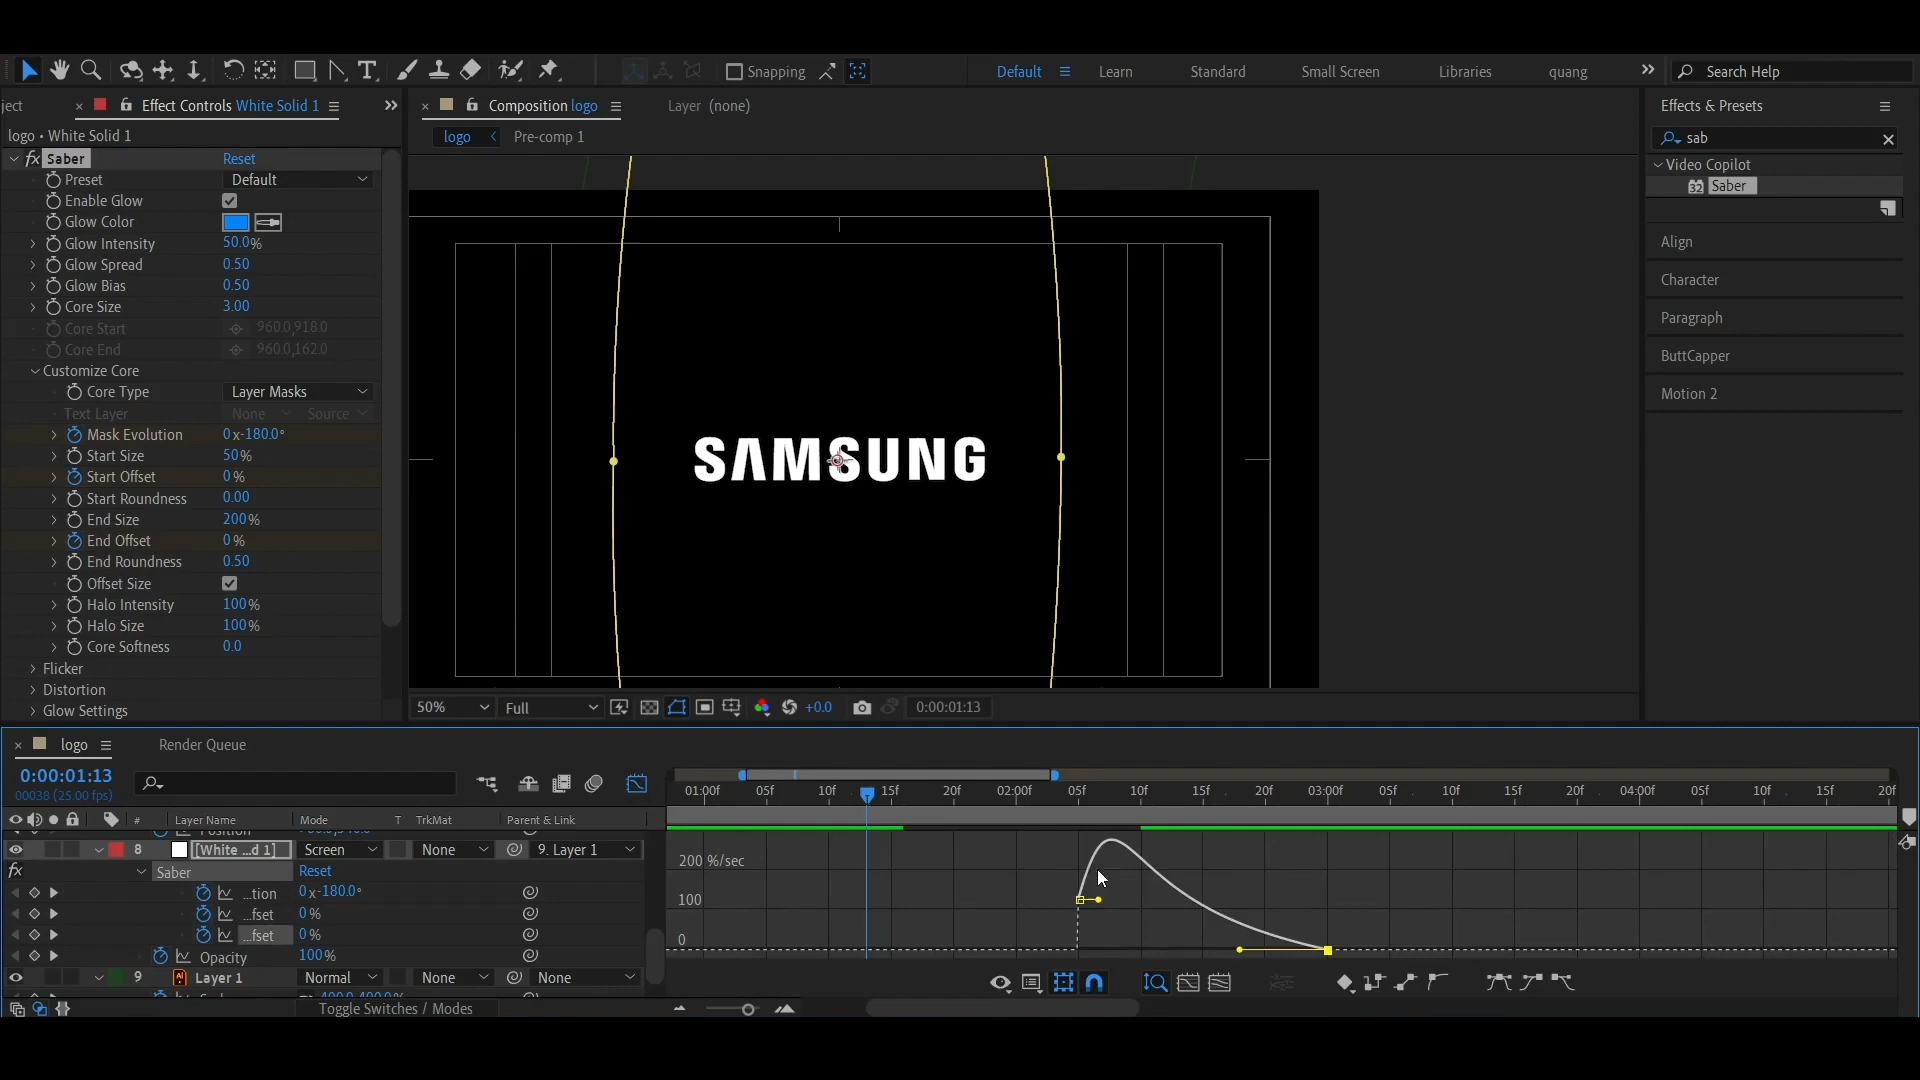 Snapping
Default
Learn
Standard
Small Screen
Libraries
quang
Search Help
ject
Effect Controls White Solid 1
Composition logo
Layer (none)
Effects & Presets
logo • White Solid 1
logo
Pre-comp 1
sab
fx Saber Reset
Preset Default
Enable Glow
Glow Color
Glow Intensity 50.0%
Glow Spread 0.50
Glow Bias 0.50
Core Size 3.00
Core Start 960.0,918.0
Core End 960.0,162.0
Customize Core
Core Type Layer Masks
Text Layer None Source
Mask Evolution 0x-180.0°
Start Size 50%
Start Offset 0%
Start Roundness 0.00
End Size 200%
End Offset 0%
End Roundness 0.50
Offset Size
Halo Intensity 100%
Halo Size 100%
Core Softness 0.0
Flicker
Distortion
Glow Settings
SAMSUNG
Video Copilot
32 Saber
Align
Character
Paragraph
ButtCapper
Motion 2
50% Full +0.0 0:00:01:13
logo
Render Queue
0:00:01:13
00038 (25.00 fps)
01:00f 05f 10f 15f 20f 02:00f 05f 10f 15f 20f 03:00f 05f 10f 15f 20f 04:00f 05f 10f 15f 20f
# Layer Name Mode T TrkMat Parent & Link
8 [White ...d 1] Screen None 9. Layer 1
fx Saber Reset
...tion 0x-180.0°
...fset 0%
...fset 0%
Opacity 100%
9 Ai Layer 1 Normal None None
Toggle Switches / Modes
200 %/sec
100
0